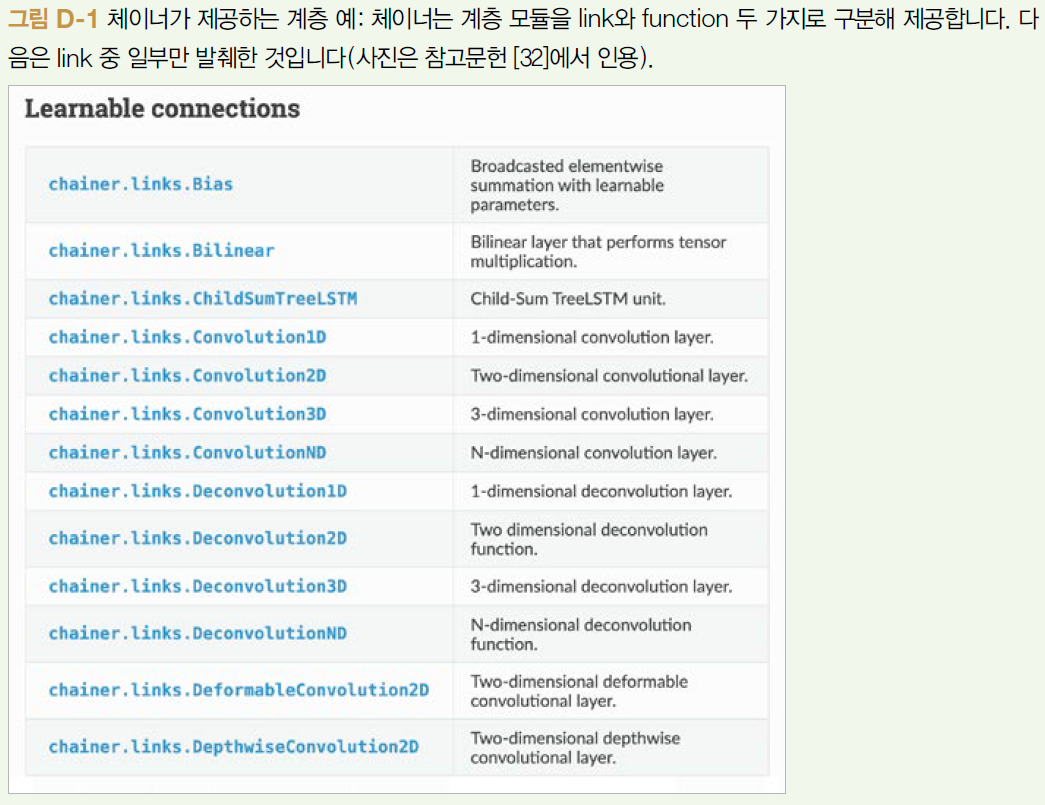 그림 D-1 체이너가 제공하는 계층 예: 체이너는 계층 모듈을 link와 function 두 가지로 구분해 제공합니다. 다
음은 link 중 일부만 발췌한 것입니다(사진은 참고문헌 [32]에서 인용).
Learnable connections
chainer.links.Bias
Broadcasted elementwise
summation with learnable
parameters.
chainer.links.Bilinear
Bilinear layer that performs tensor
multiplication.
chainer.links.ChildSumTreeLSTM
Child-Sum TreeLSTM unit.
chainer.links.Convolution1D
1-dimensional convolution layer.
chainer.links.Convolution2D
Two-dimensional convolutional layer.
chainer.links.Convolution3D
3-dimensional convolution layer.
chainer.links.ConvolutionND
N-dimensional convolution layer.
chainer.links.Deconvolution1D
1-dimensional deconvolution layer.
chainer.links.Deconvolution2D
Two dimensional deconvolution
function.
chainer.links.Deconvolution3D
3-dimensional deconvolution layer.
chainer.links.DeconvolutionND
N-dimensional deconvolution
function.
chainer.links.DeformableConvolution2D
Two-dimensional deformable
convolutional layer.
chainer.links.DepthwiseConvolution2D
Two-dimensional depthwise
convolutional layer.